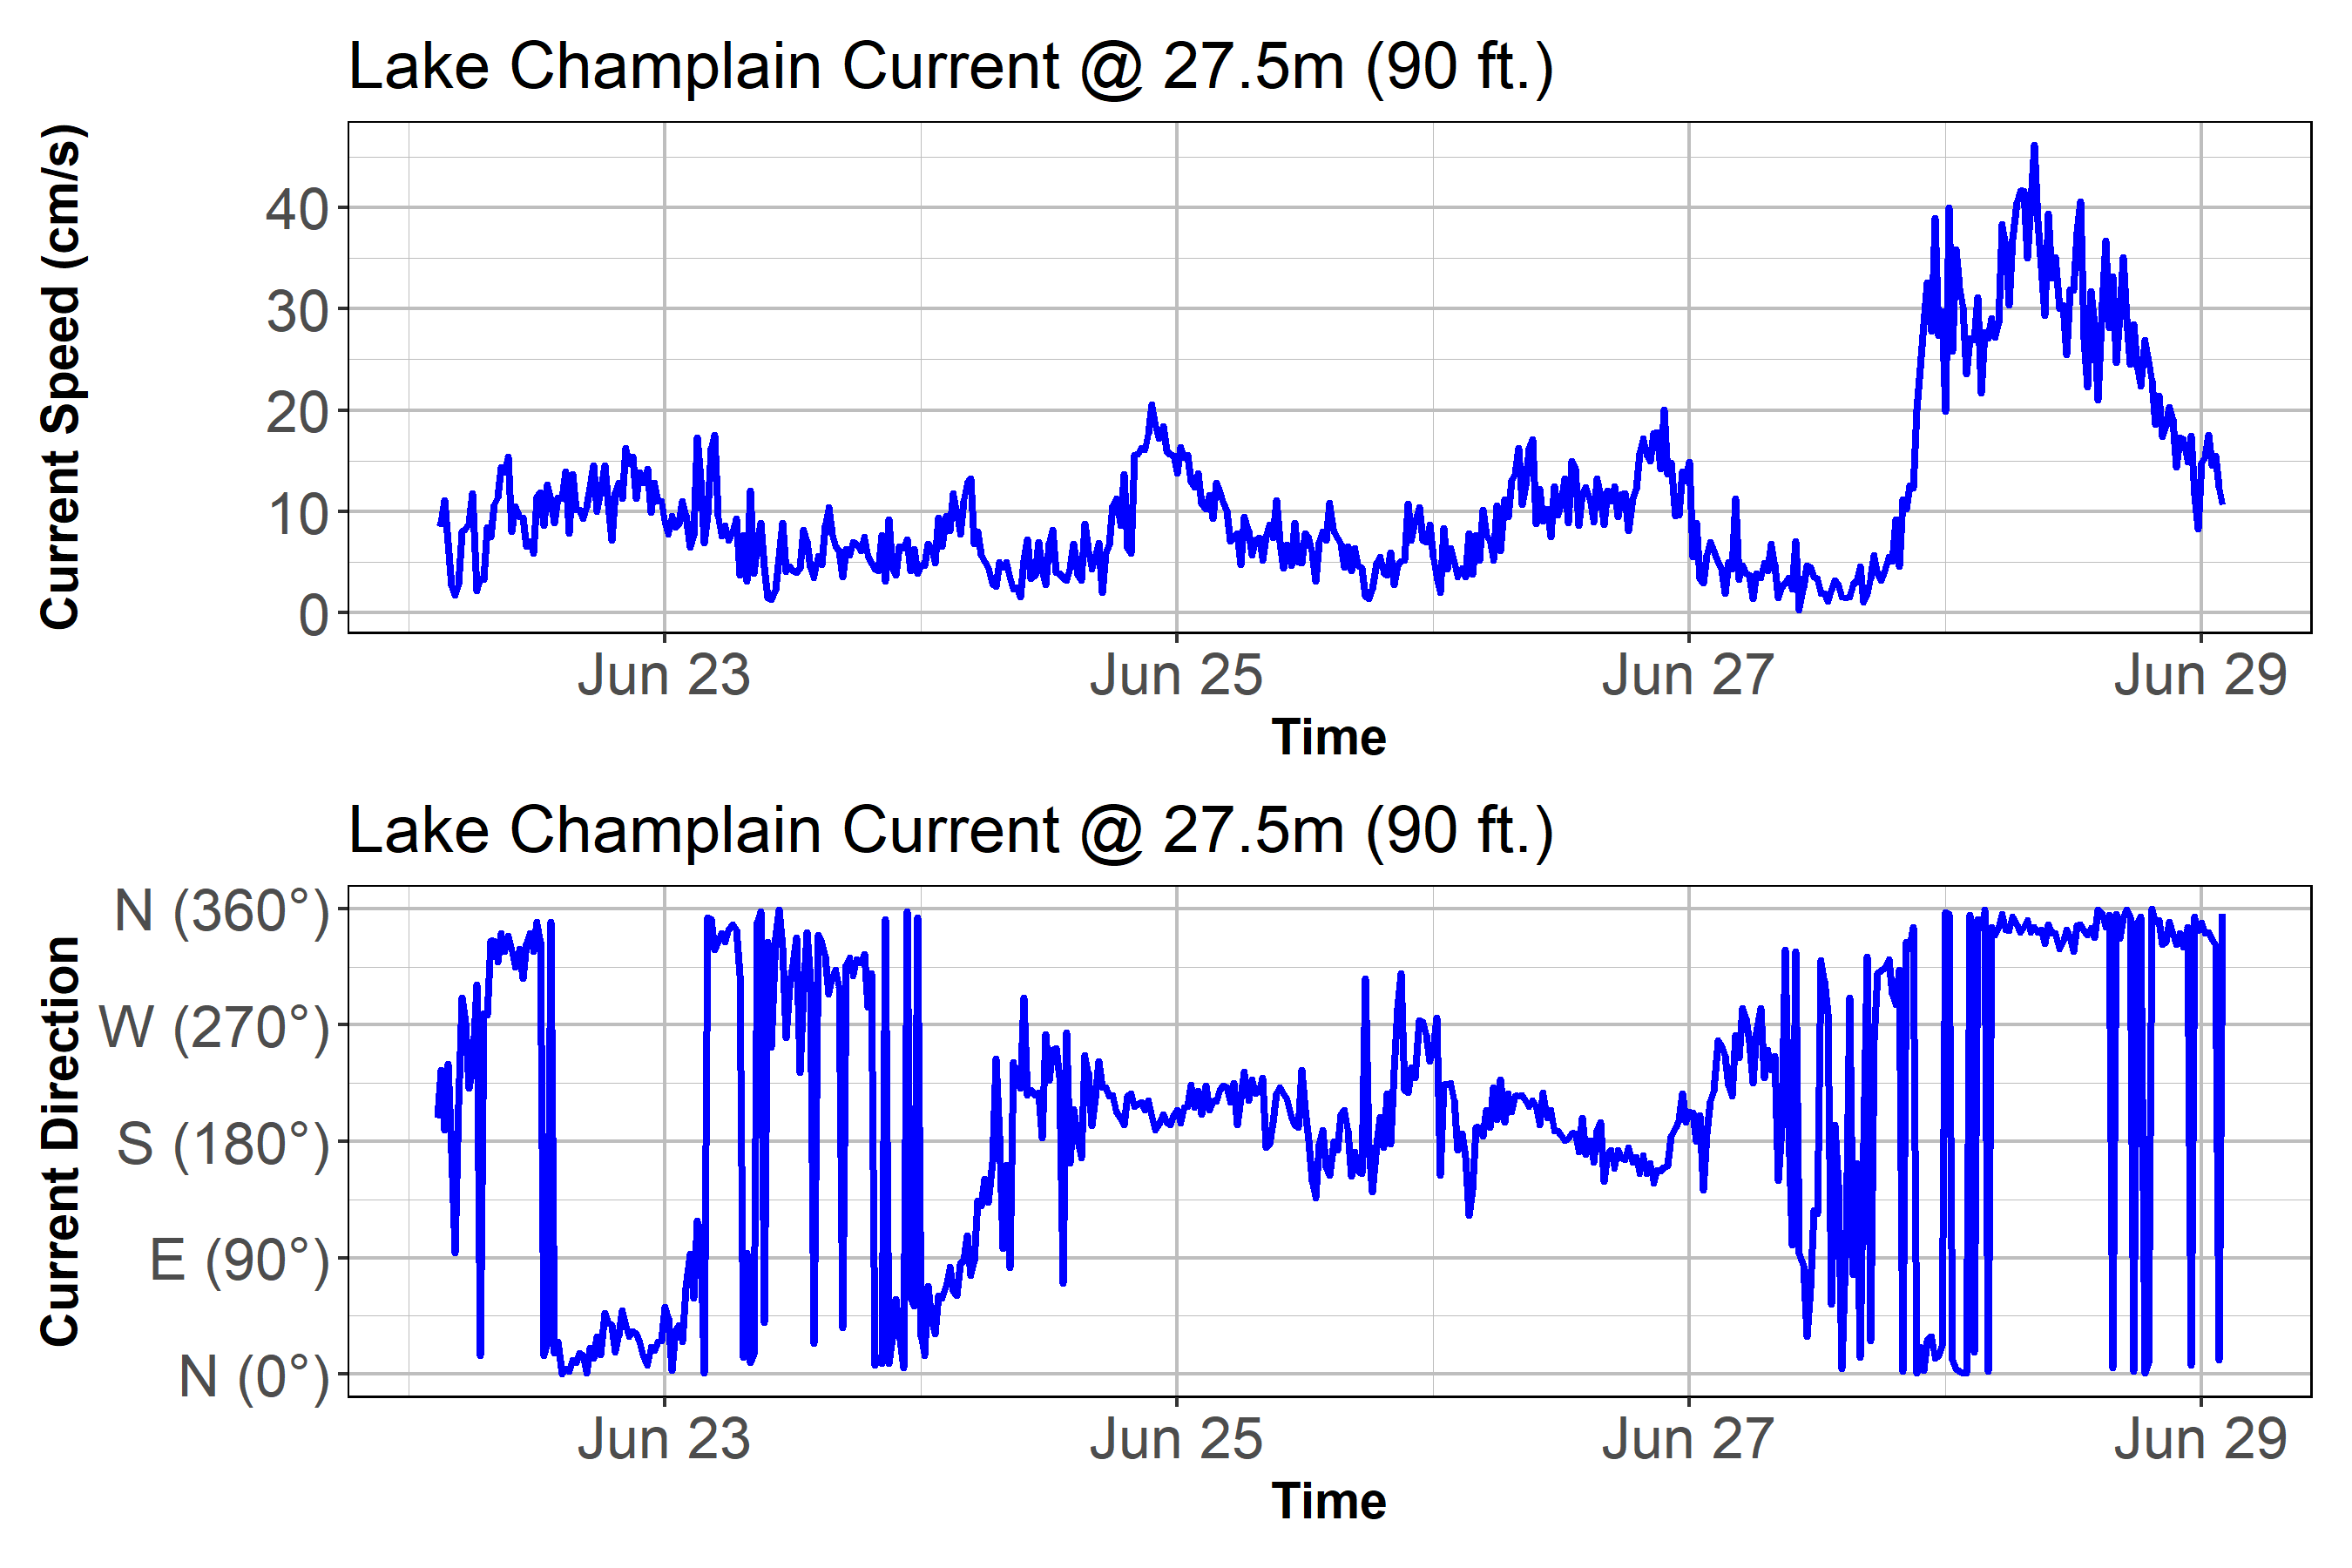 Lake Champlain Current @ 27.5m (90 ft.)
Current Speed (cm/s)
40
30
20
10
0
Jun 23 Jun 25 Jun 27 Jun 29
Time
Lake Champlain Current @ 27.5m (90 ft.)
Current Direction
N (360°)
W (270°)
S (180°)
E (90°)
N (0°)
Jun 23 Jun 25 Jun 27 Jun 29
Time